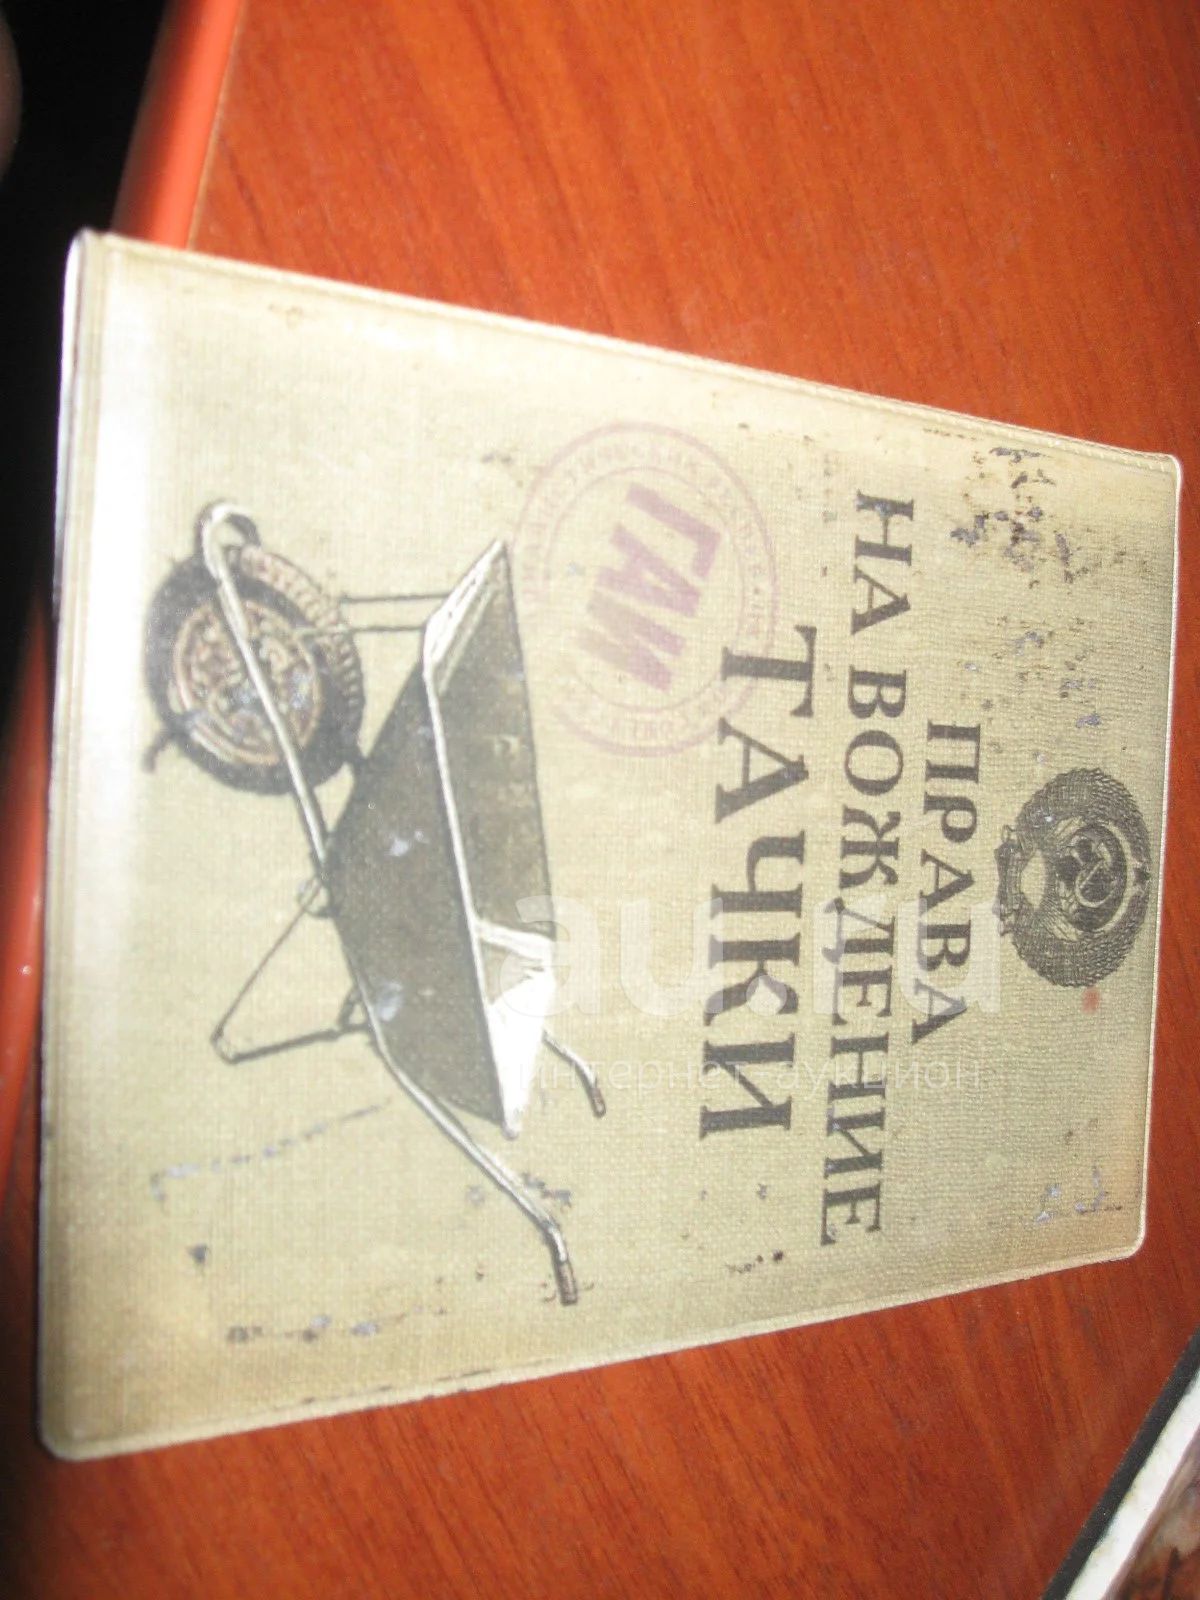 ПРАВА
НА ВОЖДЕНИЕ
ТАЧКИ
ГАИ
au.ru
интернет аукцион